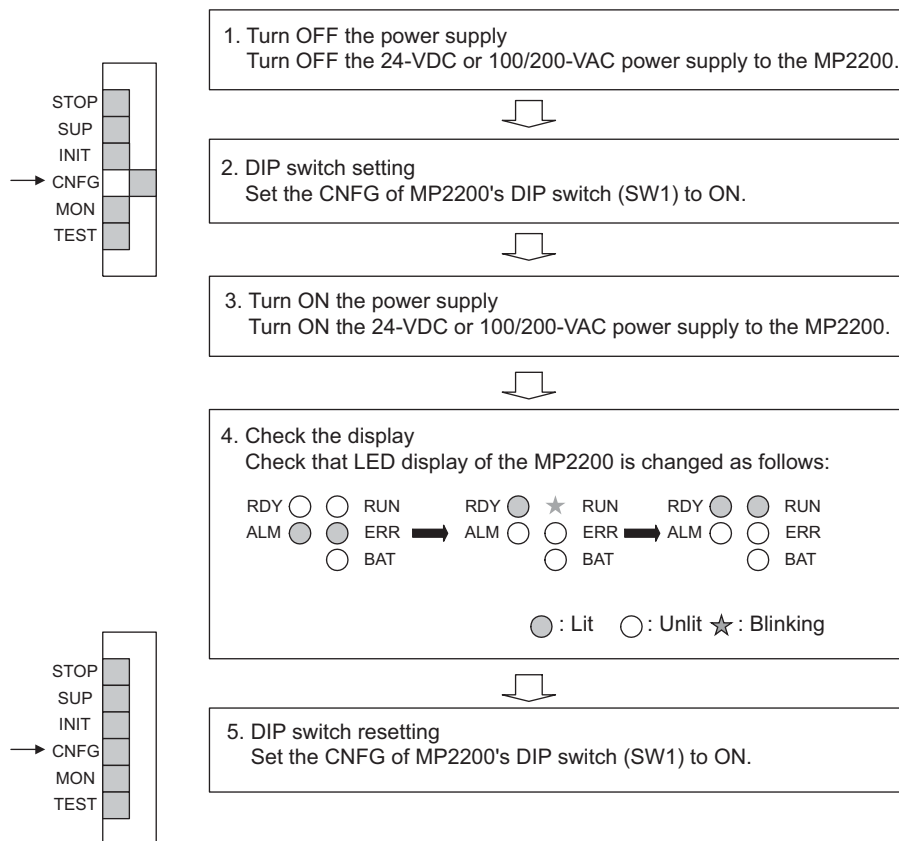 1. Turn OFF the power supply
Turn OFF the 24-VDC or 100/200-VAC power supply to the MP2200.
STOP
SUP
INIT
CNFG
MON
TEST
2. DIP switch setting
Set the CNFG of MP2200's DIP switch (SW1) to ON.
3. Turn ON the power supply
Turn ON the 24-VDC or 100/200-VAC power supply to the MP2200.
4. Check the display
Check that LED display of the MP2200 is changed as follows:
RDY RUN RDY RUN RDY RUN
ALM ERR ALM ERR ALM ERR
BAT BAT BAT
: Lit : Unlit : Blinking
STOP
SUP
INIT
CNFG
MON
TEST
5. DIP switch resetting
Set the CNFG of MP2200's DIP switch (SW1) to ON.